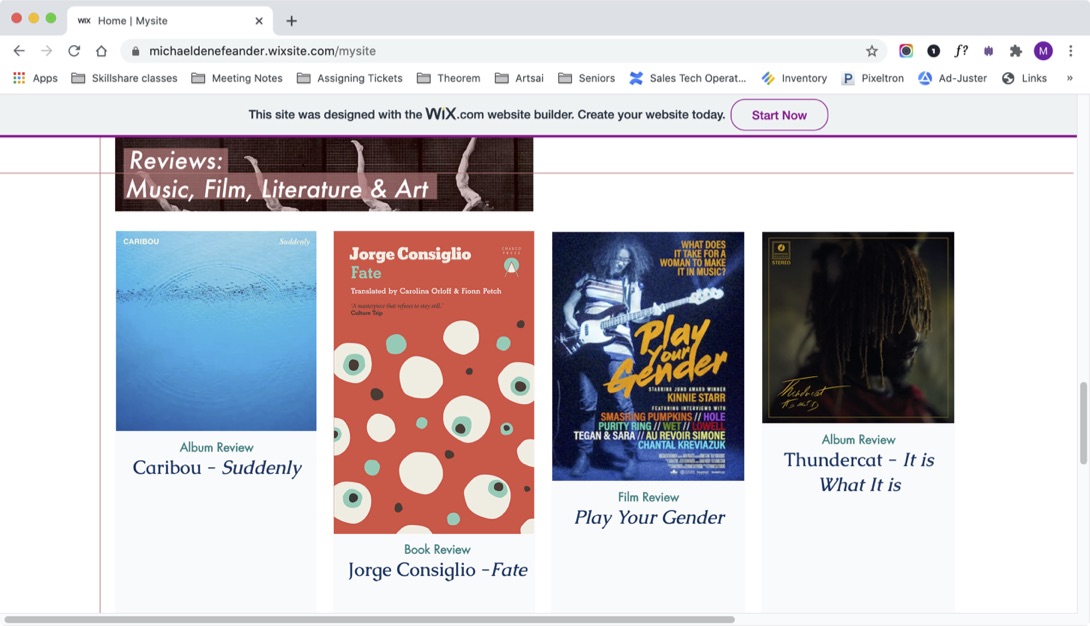 WiX Home | Mysite
michaeldenefeander.wixsite.com/mysite
f?
M
Apps Skillshare classes Meeting Notes Assigning Tickets Theorem Artsai Seniors Sales Tech Operat... Inventory Pixeltron Ad-Juster Links »
This site was designed with the WiX.com website builder. Create your website today. Start Now
Reviews:
Music, Film, Literature & Art
CARIBOU Suddenly
Album Review
Caribou - Suddenly
Jorge Consiglio
Fate
CHARCO
PRESS
Translated by Carolina Orloff & Fionn Petch
'A masterpiece that refuses to stay still.'
Culture Trip
Book Review
Jorge Consiglio -Fate
WHAT DOES
IT TAKE FOR A
WOMAN TO MAKE
IT IN MUSIC?
Play
Your
Gender
STARRING JUNO AWARD WINNER
KINNIE STARR
FEATURING INTERVIEWS WITH
SMASHING PUMPKINS // HOLE
PURITY RING // WET // LOWELL
TEGAN & SARA // AU REVOIR SIMONE
CHANTAL KREVIAZUK
Film Review
Play Your Gender
STEREO
Thundercat
Album Review
Thundercat - It is
What It is